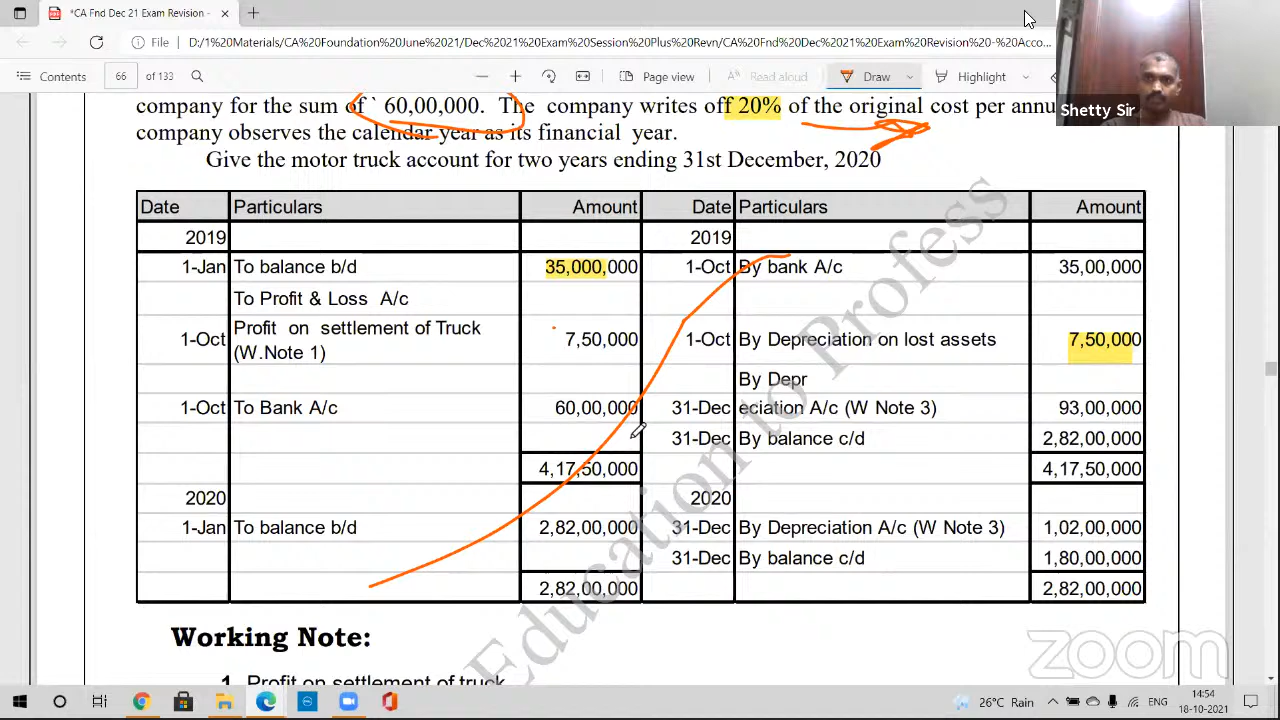 *CA Fnd Dec 21 Exam Revision -
File D:/1%20Materials/CA%20Foundation%20June%2021/Dec%2021%20Exam%20Session%20Plus%20Revn/CA%20Fnd%20Dec%2021%20Exam%20Revision%20-%20Acco...
Contents 66 of 133 Page view Read aloud Draw Highlight
Shetty Sir
company for the sum of ` 60,00,000. The company writes off 20% of the original cost per annu
company observes the calendar year as its financial year.
Give the motor truck account for two years ending 31st December, 2020
Date Particulars Amount Date Particulars Amount
2019 2019
1-Jan To balance b/d 35,000,000 1-Oct By bank A/c 35,00,000
To Profit & Loss A/c
1-Oct Profit on settlement of Truck (W.Note 1) 7,50,000 1-Oct By Depreciation on lost assets 7,50,000
By Depr
1-Oct To Bank A/c 60,00,000 31-Dec eciation A/c (W Note 3) 93,00,000
31-Dec By balance c/d 2,82,00,000
4,17,50,000 4,17,50,000
2020 2020
1-Jan To balance b/d 2,82,00,000 31-Dec By Depreciation A/c (W Note 3) 1,02,00,000
31-Dec By balance c/d 1,80,00,000
2,82,00,000 2,82,00,000
Education to Profess
Working Note:
1. Profit on settlement of truck
zoom
26°C Rain ENG 14:54
18-10-2021